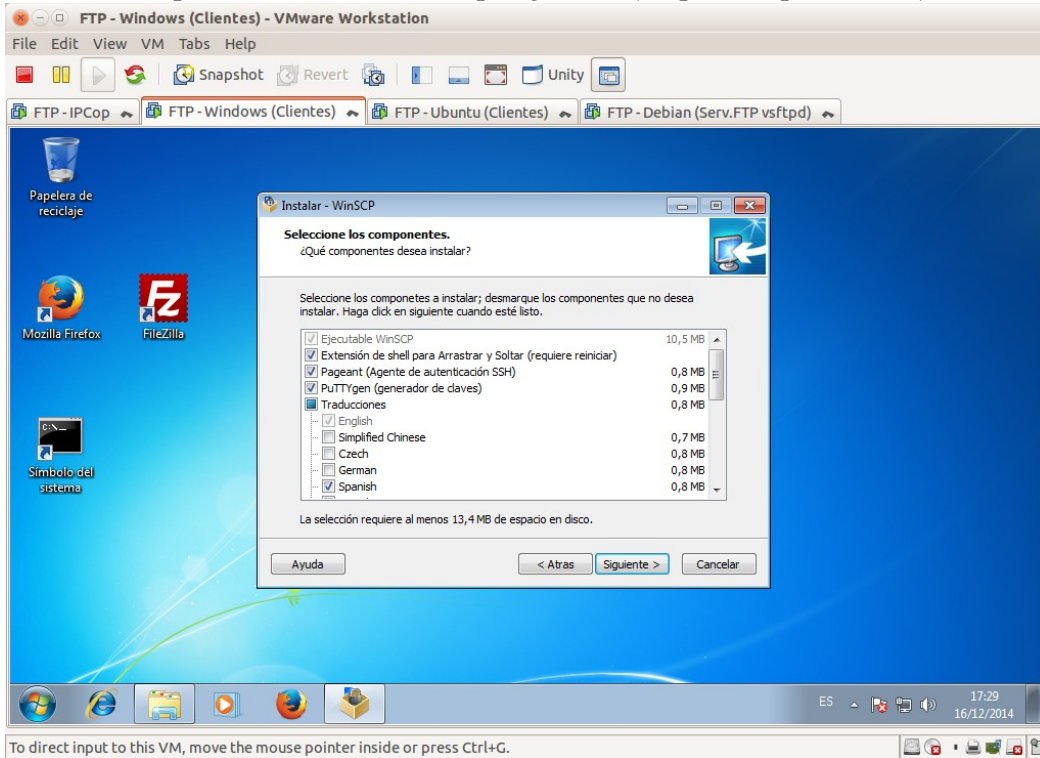 FTP - Windows (Clientes) - VMware Workstation
File Edit View VM Tabs Help
Snapshot Revert Unity
FTP - IPCop FTP - Windows (Clientes) FTP - Ubuntu (Clientes) FTP - Debian (Serv.FTP vsftpd)
Papelera de
reciclaje
Mozilla Firefox
FileZilla
C:\_
Símbolo del
sistema
Instalar - WinSCP
Seleccione los componentes.
¿Qué componentes desea instalar?
Seleccione los componetes a instalar; desmarque los componentes que no desea
instalar. Haga click en siguiente cuando esté listo.
Ejecutable WinSCP 10,5 MB
Extensión de shell para Arrastrar y Soltar (requiere reiniciar)
Pageant (Agente de autenticación SSH) 0,8 MB
PuTTYgen (generador de claves) 0,9 MB
Traducciones 0,8 MB
English
Simplified Chinese 0,7 MB
Czech 0,8 MB
German 0,8 MB
Spanish 0,8 MB
La selección requiere al menos 13,4 MB de espacio en disco.
Ayuda < Atras Siguiente > Cancelar
ES 17:29
16/12/2014
To direct input to this VM, move the mouse pointer inside or press Ctrl+G.